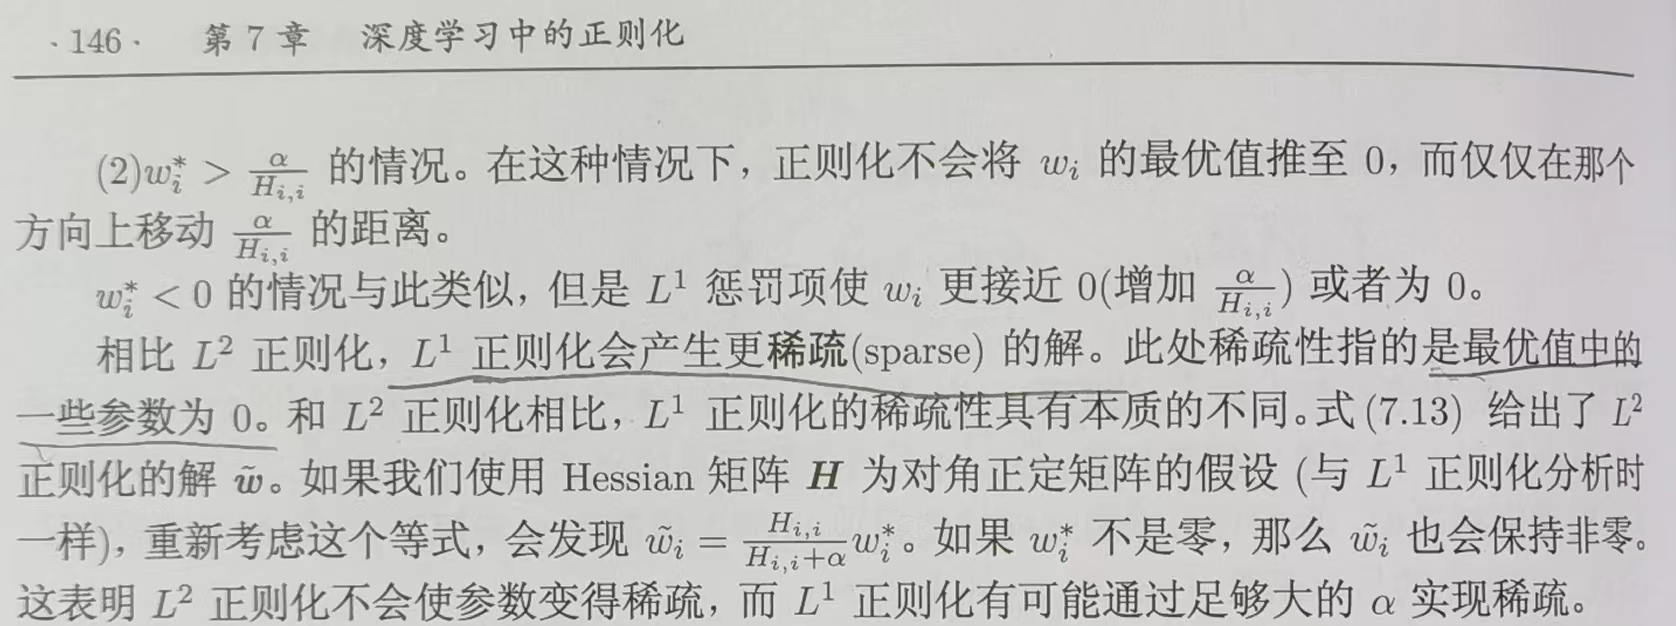 · 146 · 第 7 章 深度学习中的正则化
(2)$w_i^* > \frac{\alpha}{H_{i,i}}$ 的情况。在这种情况下，正则化不会将 $w_i$ 的最优值推至 0，而仅仅在那个
方向上移动 $\frac{\alpha}{H_{i,i}}$ 的距离。
$w_i^* < 0$ 的情况与此类似，但是 $L^1$ 惩罚项使 $w_i$ 更接近 0(增加 $\frac{\alpha}{H_{i,i}}$) 或者为 0。
相比 $L^2$ 正则化，$L^1$ 正则化会产生更稀疏(sparse) 的解。此处稀疏性指的是最优值中的
一些参数为 0。和 $L^2$ 正则化相比，$L^1$ 正则化的稀疏性具有本质的不同。式 (7.13) 给出了 $L^2$
正则化的解 $\tilde{w}$。如果我们使用 Hessian 矩阵 $H$ 为对角正定矩阵的假设 (与 $L^1$ 正则化分析时
一样)，重新考虑这个等式，会发现 $\tilde{w}_i = \frac{H_{i,i}}{H_{i,i}+\alpha} w_i^*$。如果 $w_i^*$ 不是零，那么 $\tilde{w}_i$ 也会保持非零。
这表明 $L^2$ 正则化不会使参数变得稀疏，而 $L^1$ 正则化有可能通过足够大的 $\alpha$ 实现稀疏。